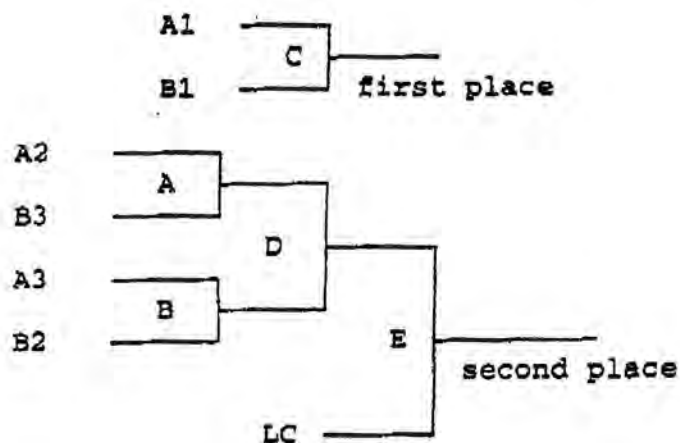 A1
C
B1 first place
A2
A
B3
D
A3
B
B2
E
second place
LC